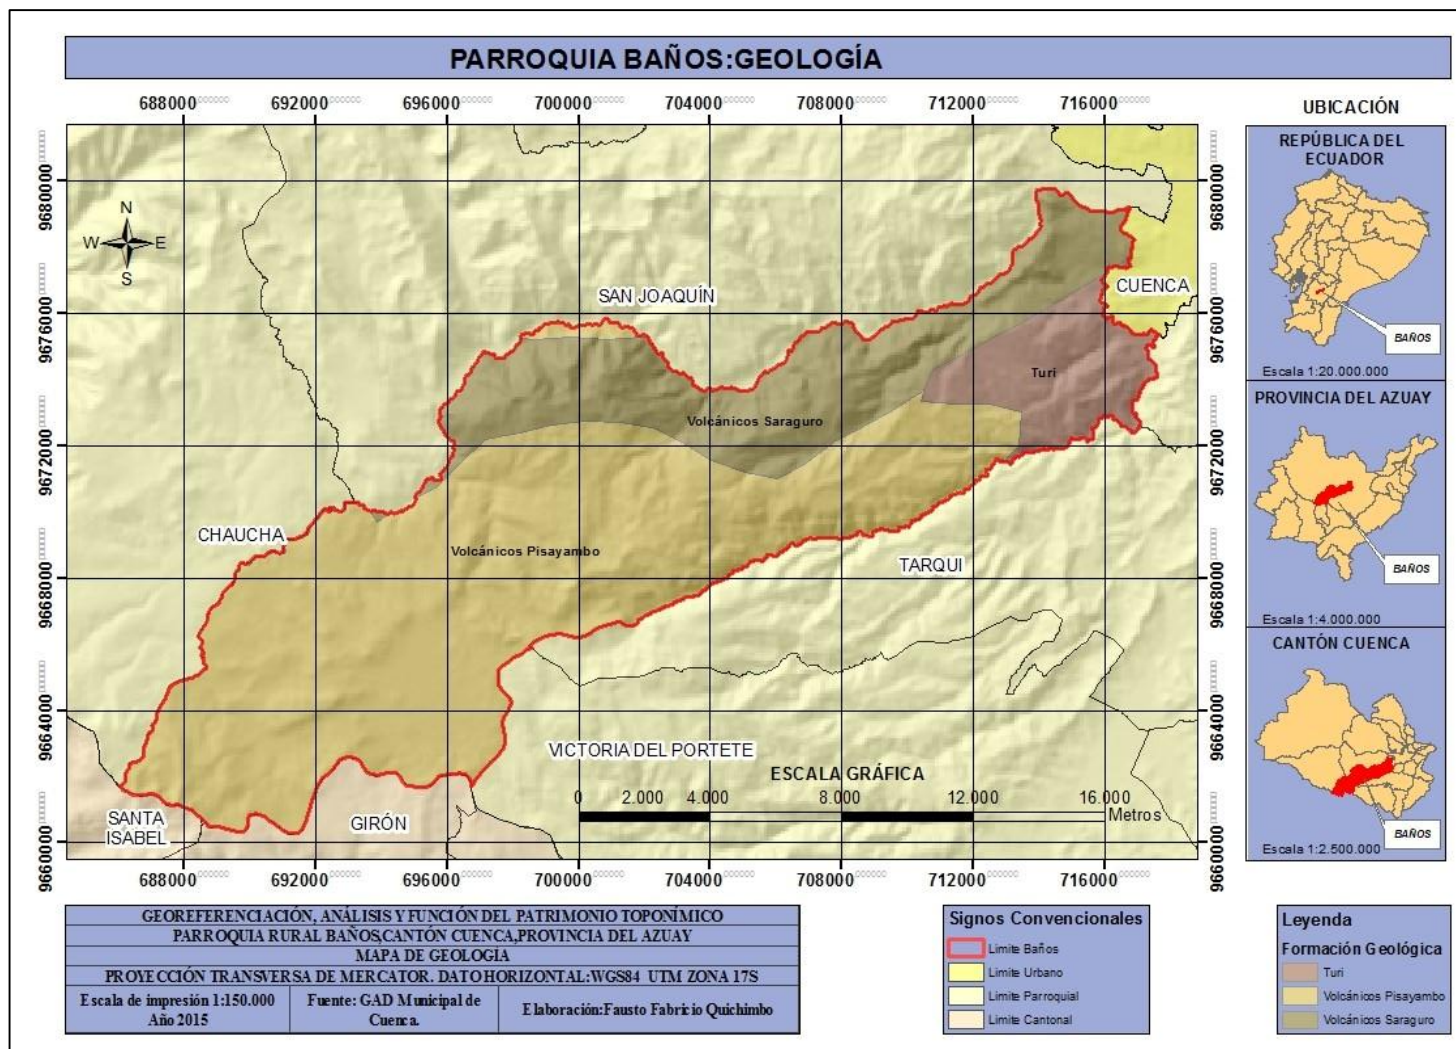 PARROQUIA BAÑOS:GEOLOGÍA
688000 692000 696000 700000 704000 708000 712000 716000
UBICACIÓN
REPÚBLICA DEL
ECUADOR
BAÑOS
Escala 1:20.000.000
PROVINCIA DEL AZUAY
BAÑOS
Escala 1:4.000.000
CANTÓN CUENCA
BAÑOS
Escala 1:2.500.000
9680000
9676000
9672000
9668000
9664000
9660000
N
W E
S
SAN JOAQUÍN
CUENCA
Turi
Volcánicos Saraguro
CHAUCHA
Volcánicos Pisayambo
TARQUI
VICTORIA DEL PORTETE
SANTA
ISABEL
GIRÓN
ESCALA GRÁFICA
0 2.000 4.000 8.000 12.000 16.000
Metros
9680000
9676000
9672000
9668000
9664000
9660000
688000 692000 696000 700000 704000 708000 712000 716000
GEOREFERENCIACIÓN, ANÁLISIS Y FUNCIÓN DEL PATRIMONIO TOPONÍMICO
PARROQUIA RURAL BAÑOS,CANTÓN CUENCA,PROVINCIA DEL AZUAY
MAPA DE GEOLOGÍA
PROYECCIÓN TRANSVERSA DE MERCATOR. DATO HORIZONTAL:WGS84 UTM ZONA 17S
Escala de impresión 1:150.000
Año 2015
Fuente: GAD Municipal de
Cuenca.
Elaboración:Fausto Fabricio Quichimbo
Signos Convencionales
Limite Baños
Limite Urbano
Limite Parroquial
Limite Cantonal
Leyenda
Formación Geológica
Turi
Volcánicos Pisayambo
Volcánicos Saraguro